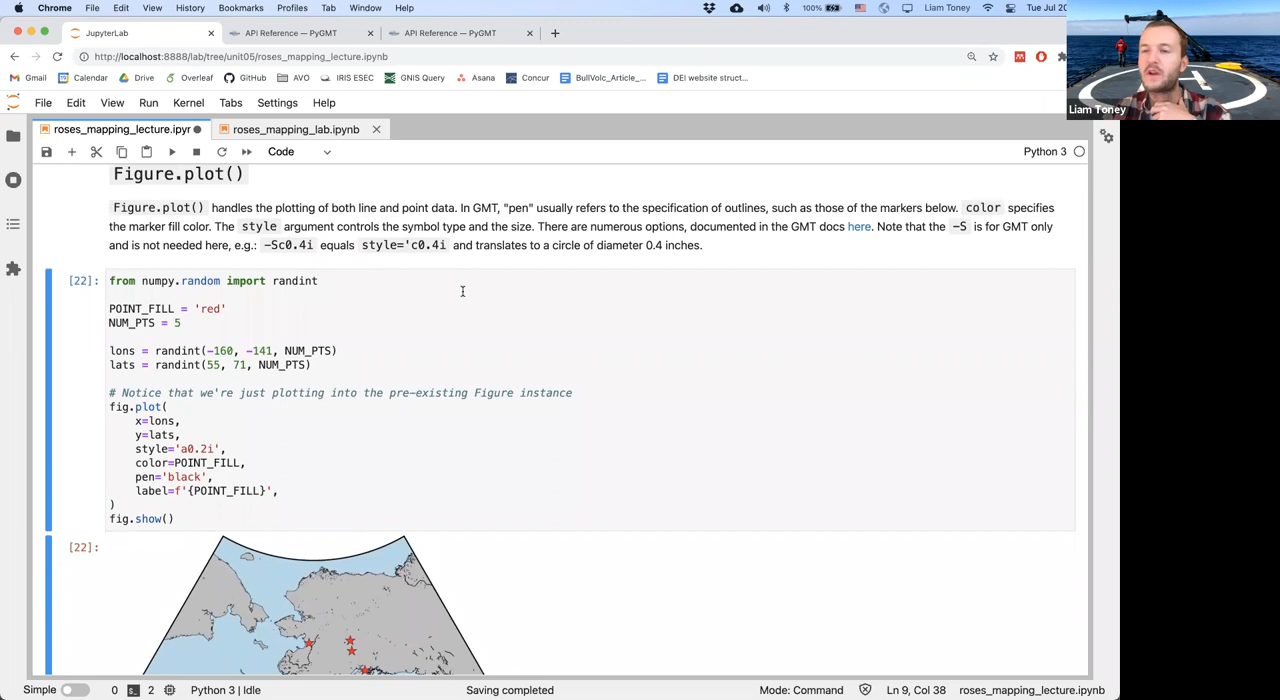 Chrome File Edit View History Bookmarks Profiles Tab Window Help 100% Liam Toney Tue Jul 20
JupyterLab × API Reference — PyGMT × API Reference — PyGMT × +
http://localhost:8888/lab/tree/unit05/roses_mapping_lecture.ipynb
Gmail Calendar Drive Overleaf GitHub AVO IRIS ESEC GNIS Query Asana Concur BullVolc_Article_... DEI website struct...
Liam Toney
File Edit View Run Kernel Tabs Settings Help
roses_mapping_lecture.ipyr roses_mapping_lab.ipynb ×
Code Python 3
Figure.plot()
Figure.plot() handles the plotting of both line and point data. In GMT, "pen" usually refers to the specification of outlines, such as those of the markers below. color specifies
the marker fill color. The style argument controls the symbol type and the size. There are numerous options, documented in the GMT docs here. Note that the -S is for GMT only
and is not needed here, e.g.: -Sc0.4i equals style='c0.4i and translates to a circle of diameter 0.4 inches.
[22]: from numpy.random import randint
POINT_FILL = 'red'
NUM_PTS = 5
lons = randint(-160, -141, NUM_PTS)
lats = randint(55, 71, NUM_PTS)
# Notice that we're just plotting into the pre-existing Figure instance
fig.plot(
x=lons,
y=lats,
style='a0.2i',
color=POINT_FILL,
pen='black',
label=f'{POINT_FILL}',
)
fig.show()
[22]:
Simple 0 2 Python 3 | Idle Saving completed Mode: Command Ln 9, Col 38 roses_mapping_lecture.ipynb